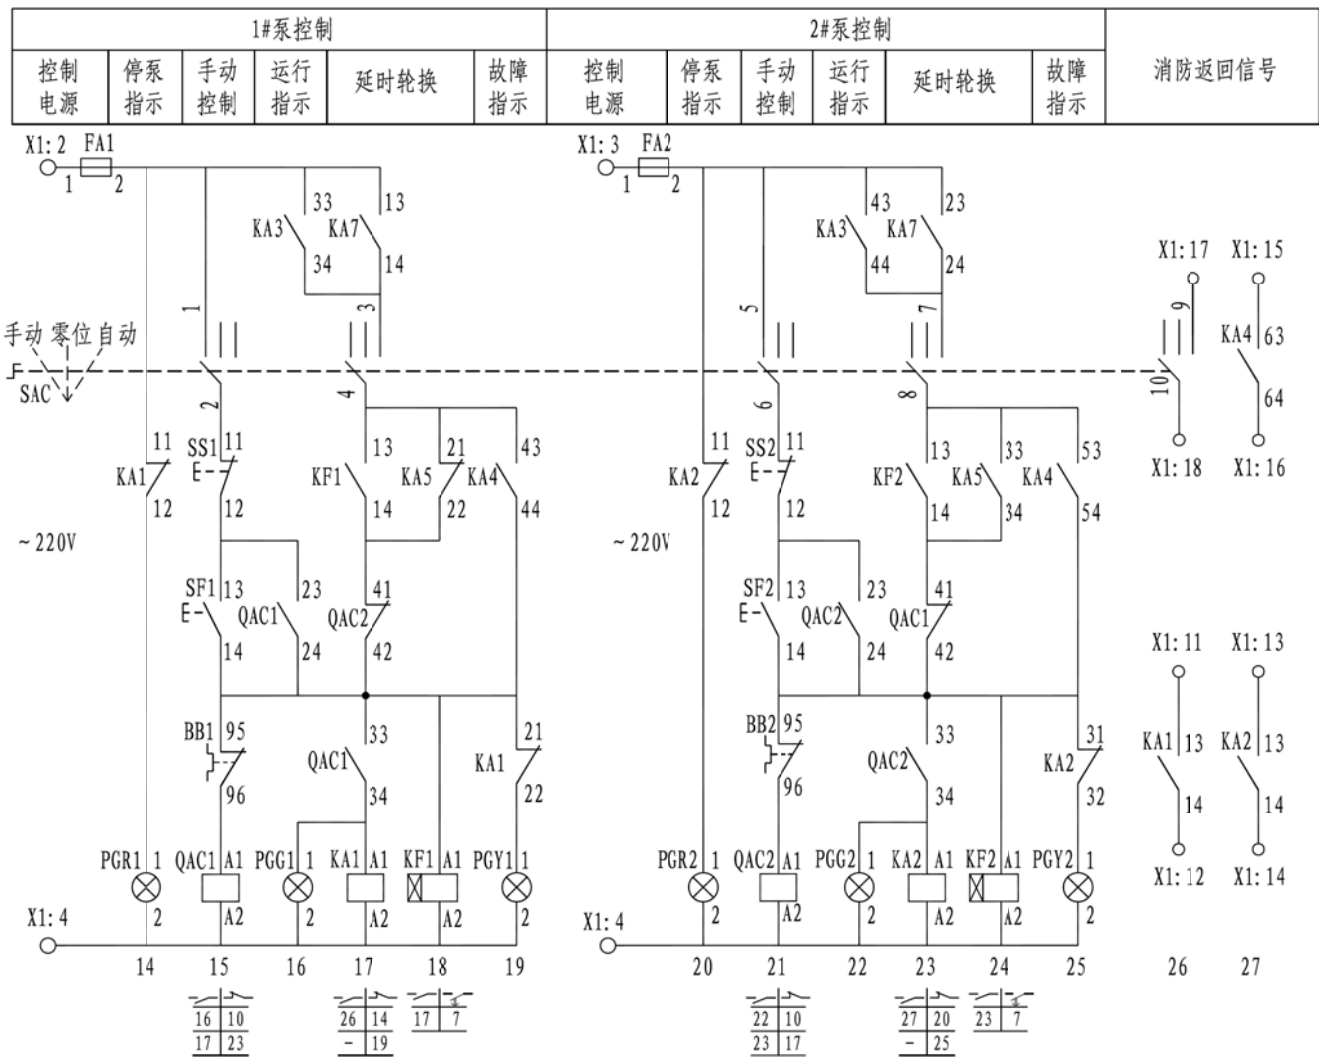 1#泵控制 2#泵控制 消防返回信号
控制电源 停泊指示 手动控制 运行指示 延时轮换 故障指示 控制电源 停泵指示 手动控制 运行指示 延时轮换 故障指示
X1:2 FA1 X1:3 FA2
1 2 1 2
33 13 43 23
KA3 KA7 KA3 KA7
34 14 44 24
X1:17 X1:15
1 3 5 7 9
手动 零位 自动
KA4 63
SAC
2 4 6 8 10
64
11 SS1 11 13 21 43 11 SS2 11 13 33 53
X1:18 X1:16
KA1 E KF1 KA5 KA4 KA2 E KF2 KA5 KA4
12 12 14 22 44 12 12 14 34 54
~220V ~220V
SF1 13 23 41 SF2 13 23 41
E QAC1 QAC2 E QAC2 QAC1
14 24 42 14 24 42
X1:11 X1:13
BB1 95 33 21 BB2 95 33 31
QAC1 KA1 QAC2 KA2 KA1 13 KA2 13
96 34 22 96 34 32 14 14
PGR1 1 QAC1 A1 PGG1 1 KA1 A1 KF1 A1 PGY1 1 PGR2 1 QAC2 A1 PGG2 1 KA2 A1 KF2 A1 PGY2 1
X1:12 X1:14
2 A2 2 A2 A2 2 2 A2 2 A2 A2 2
X1:4 X1:4
14 15 16 17 18 19 20 21 22 23 24 25 26 27
16 10 26 14 17 7 22 10 27 20 23 7
17 23 - 19 23 17 - 25